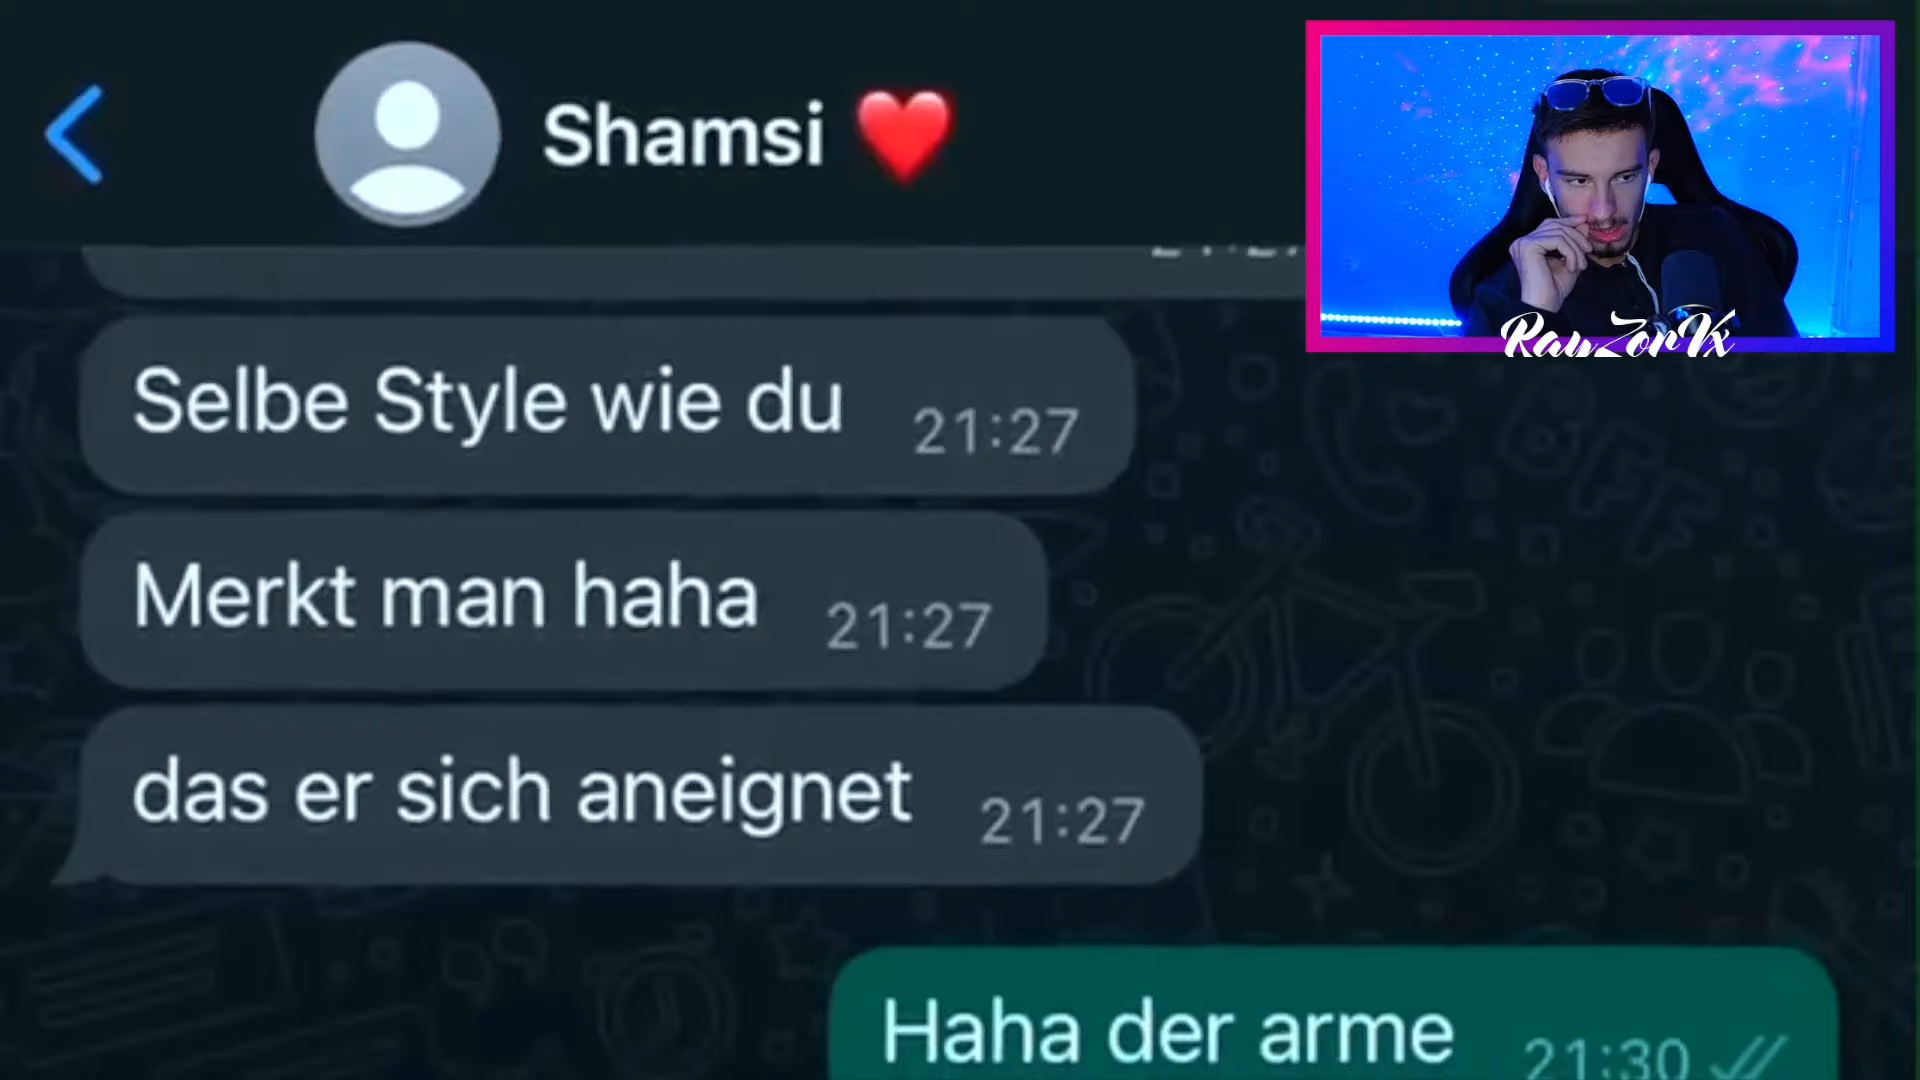 Shamsi ❤️
RayZorVx
Selbe Style wie du 21:27
Merkt man haha 21:27
das er sich aneignet 21:27
Haha der arme 21:30